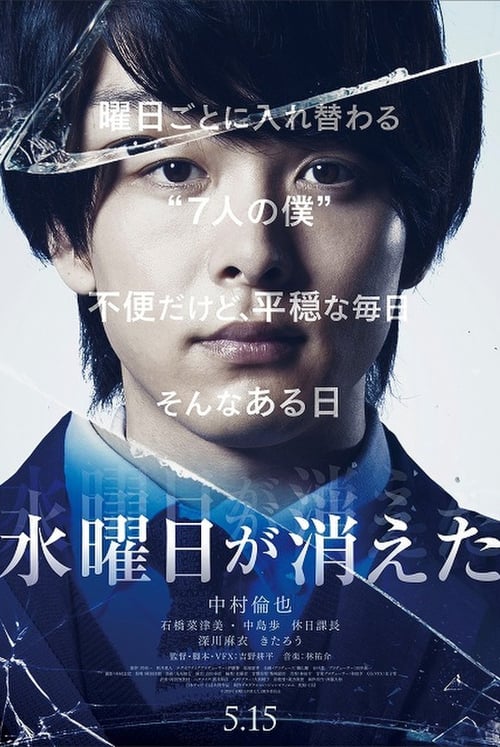 曜日ごとに入れ替わる
“7人の僕”
不便だけど、平穏な毎日
そんなある日
水曜日が消えた
中村倫也
石橋菜津美・中島歩 休日課長
深川麻衣 きたろう
監督・脚本・VFX:吉野耕平 音楽:林祐介
5.15